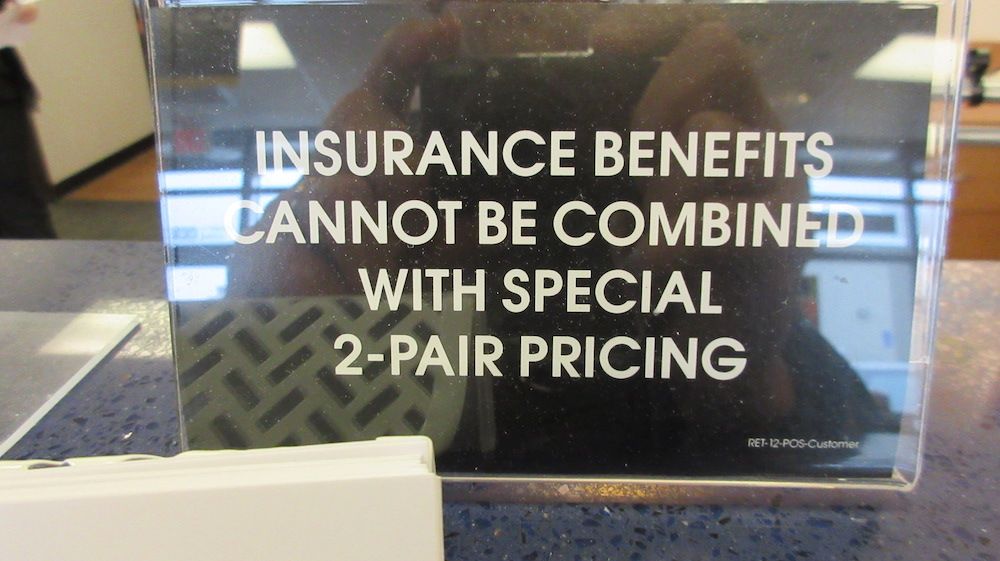 INSURANCE BENEFITS
CANNOT BE COMBINED
WITH SPECIAL
2-PAIR PRICING
RET-12-POS-Customer